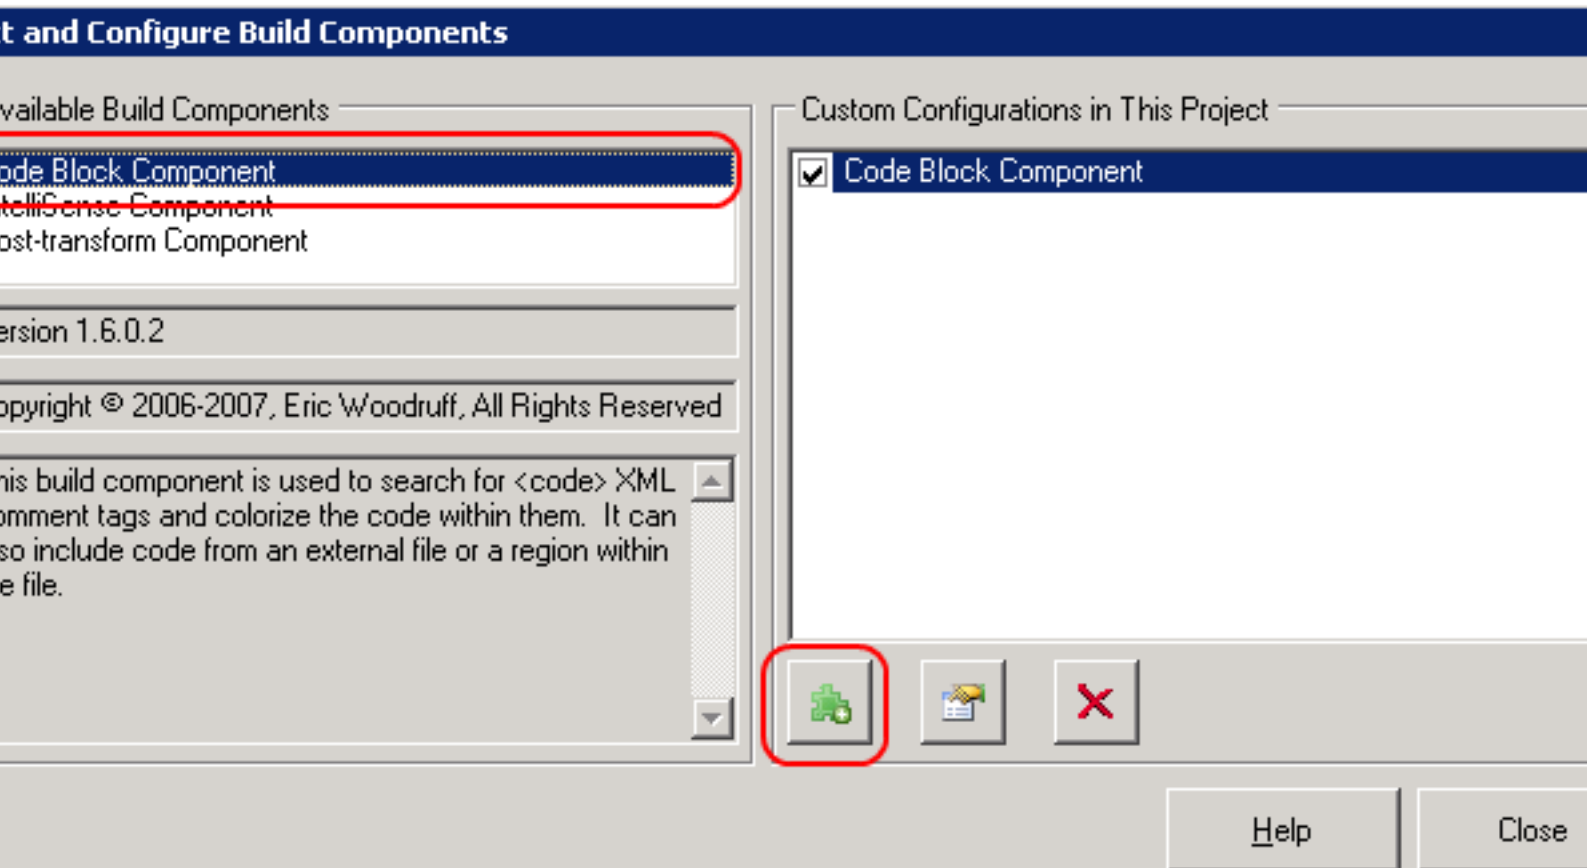 t and Configure Build Components
vailable Build Components
ode Block Component
telliSense Component
ost-transform Component
ersion 1.6.0.2
opyright © 2006-2007, Eric Woodruff, All Rights Reserved
his build component is used to search for <code> XML
omment tags and colorize the code within them.  It can
so include code from an external file or a region within
e file.
Custom Configurations in This Project
Code Block Component
Help
Close